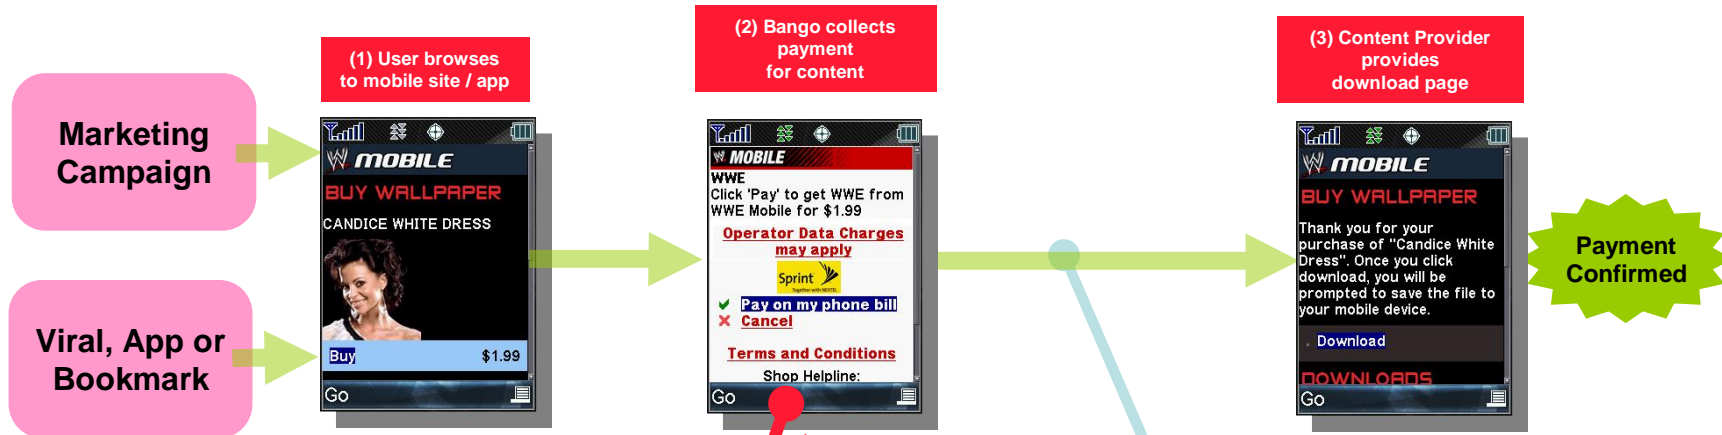 Marketing
Campaign
Viral, App or
Bookmark
(1) User browses
to mobile site / app
W MOBILE
BUY WALLPAPER
CANDICE WHITE DRESS
Buy $1.99
Go
(2) Bango collects
payment
for content
W MOBILE
WWE
Click 'Pay' to get WWE from
WWE Mobile for $1.99
Operator Data Charges
may apply
Sprint
Together with NEXTEL
Pay on my phone bill
Cancel
Terms and Conditions
Shop Helpline:
Go
(3) Content Provider
provides
download page
W MOBILE
BUY WALLPAPER
Thank you for your
purchase of "Candice White
Dress". Once you click
download, you will be
prompted to save the file to
your mobile device.
. Download
DOWNLOADS
Go
Payment
Confirmed